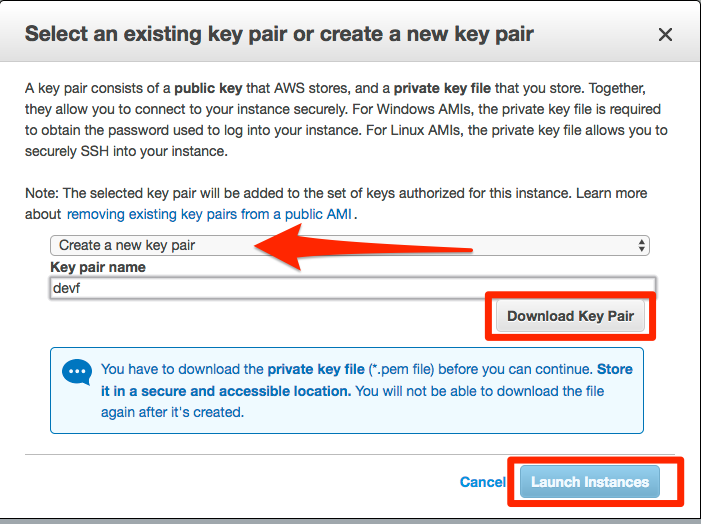 Select an existing key pair or create a new key pair
A key pair consists of a public key that AWS stores, and a private key file that you store. Together,
they allow you to connect to your instance securely. For Windows AMIs, the private key file is required
to obtain the password used to log into your instance. For Linux AMIs, the private key file allows you to
securely SSH into your instance.
Note: The selected key pair will be added to the set of keys authorized for this instance. Learn more
about removing existing key pairs from a public AMI.
Create a new key pair
Key pair name
devf
Download Key Pair
You have to download the private key file (*.pem file) before you can continue. Store
it in a secure and accessible location. You will not be able to download the file
again after it's created.
Cancel Launch Instances